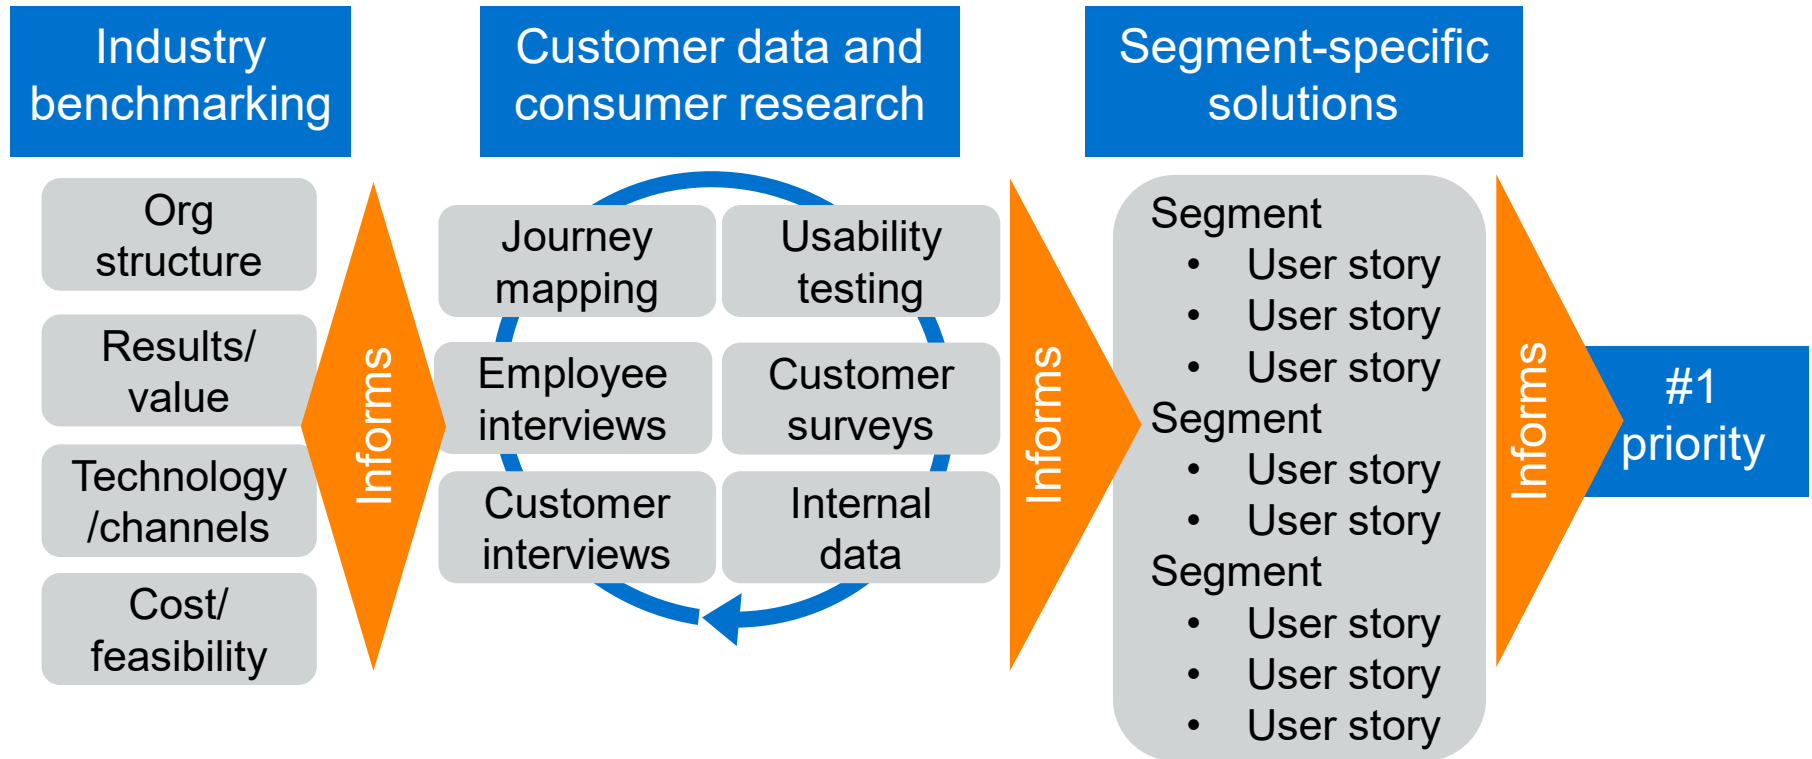 Industry
benchmarking
Org
structure
Results/
value
Technology
/channels
Cost/
feasibility
Informs
Customer data and
consumer research
Journey
mapping
Usability
testing
Employee
interviews
Customer
surveys
Customer
interviews
Internal
data
Informs
Segment-specific
solutions
Segment
• User story
• User story
• User story
Segment
• User story
• User story
Segment
• User story
• User story
• User story
Informs
#1
priority